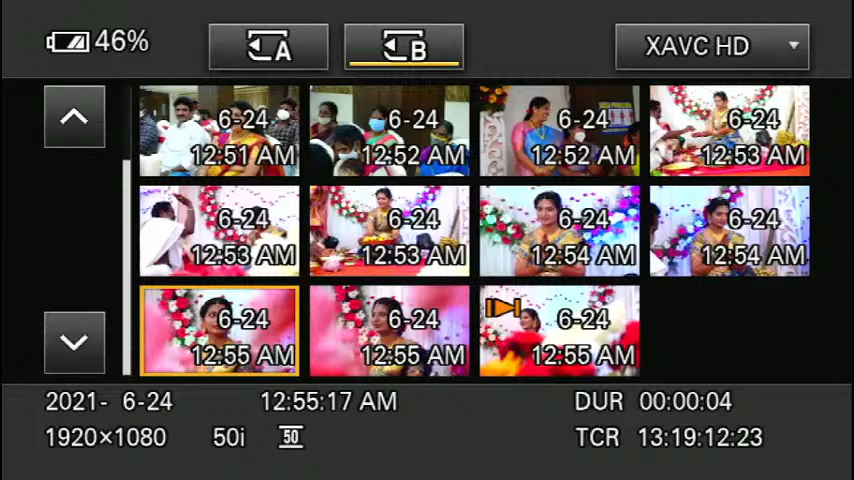 46%
A
B
XAVC HD
6-24
12:51 AM
6-24
12:52 AM
6-24
12:52 AM
6-24
12:53 AM
6-24
12:53 AM
6-24
12:53 AM
6-24
12:54 AM
6-24
12:54 AM
6-24
12:55 AM
6-24
12:55 AM
6-24
12:55 AM
2021- 6-24
12:55:17 AM
DUR 00:00:04
1920×1080
50i
50
TCR 13:19:12:23